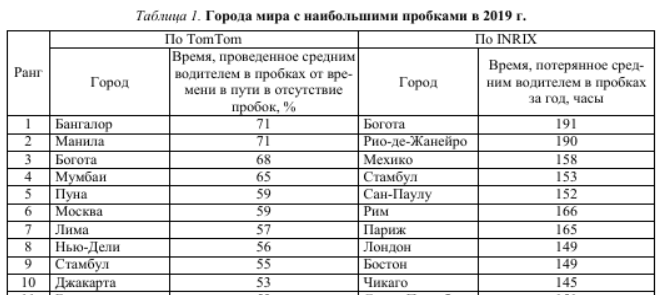 Таблица 1. Города мира с наибольшими пробками в 2019 г.
Ранг По TomTom По INRIX
Город Время, проведенное средним водителем в пробках от вре-мени в пути в отсутствие пробок, % Город Время, потерянное сред-ним водителем в пробках за год, часы
1 Бангалор 71 Богота 191
2 Манила 71 Рио-де-Жанейро 190
3 Богота 68 Мехико 158
4 Мумбаи 65 Стамбул 153
5 Пуна 59 Сан-Паулу 152
6 Москва 59 Рим 166
7 Лима 57 Париж 165
8 Нью-Дели 56 Лондон 149
9 Стамбул 55 Бостон 149
10 Джакарта 53 Чикаго 145